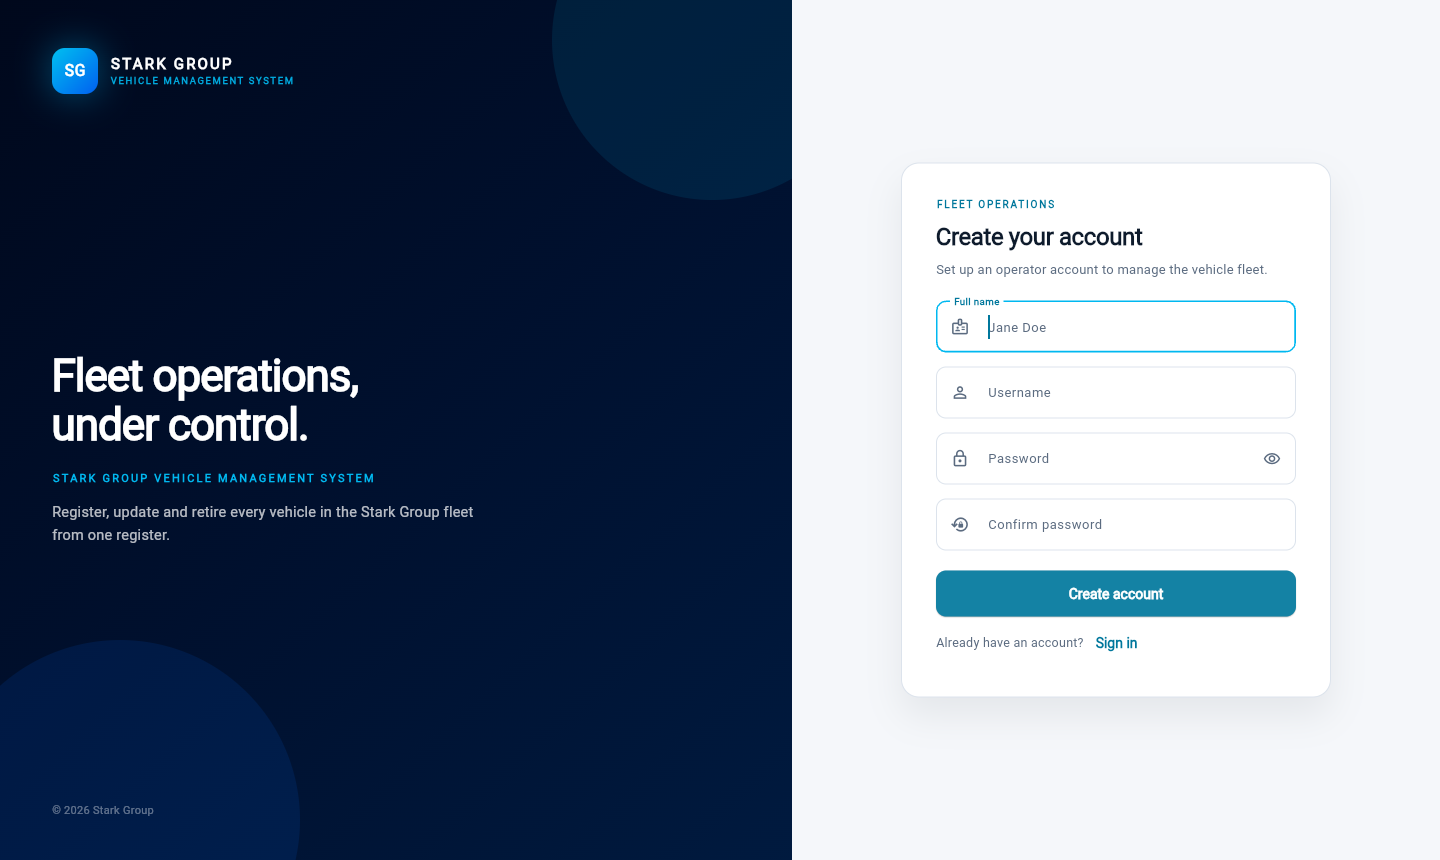 SG
STARK GROUP
VEHICLE MANAGEMENT SYSTEM
Fleet operations,
under control.
STARK GROUP VEHICLE MANAGEMENT SYSTEM
Register, update and retire every vehicle in the Stark Group fleet
from one register.
© 2026 Stark Group
FLEET OPERATIONS
Create your account
Set up an operator account to manage the vehicle fleet.
Full name
Jane Doe
Username
Password
Confirm password
Create account
Already have an account? Sign in